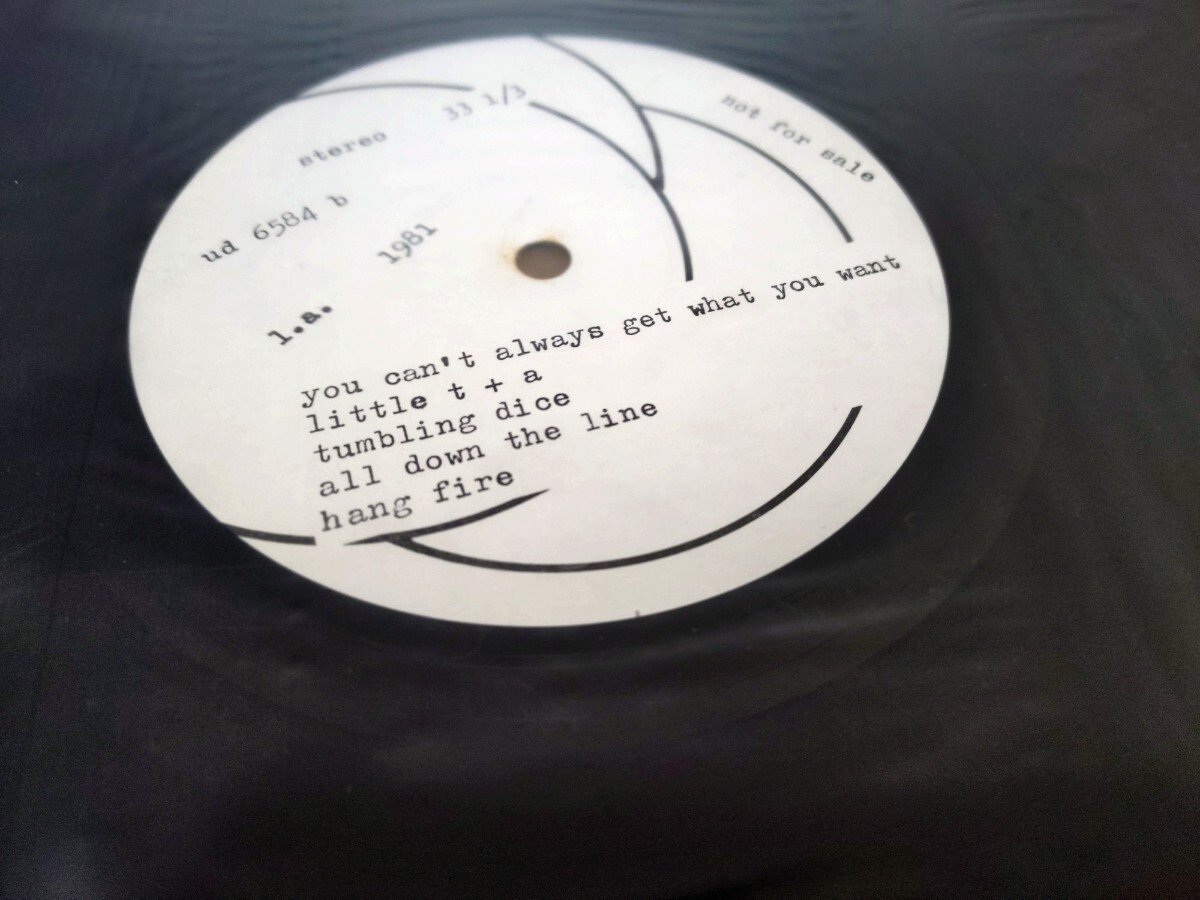 33 1/3
not for sale
stereo
ud 6584 b
1981
l.a.
you can't always get what you want
little t + a
tumbling dice
all down the line
hang fire